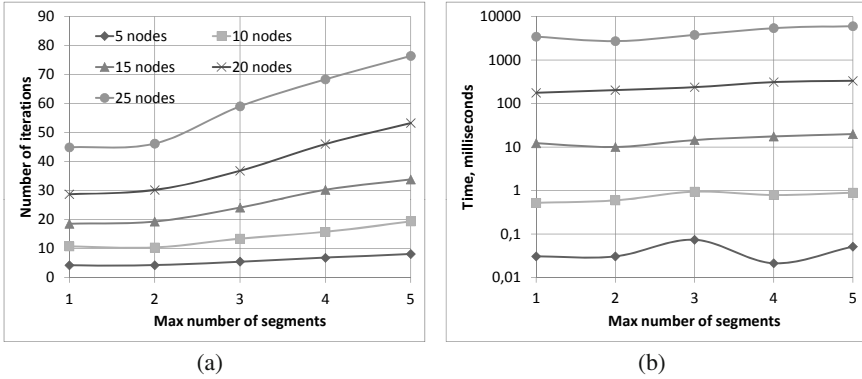 90
80
70
60
50
40
30
20
10
0
Number of iterations
5 nodes
10 nodes
15 nodes
20 nodes
25 nodes
1 2 3 4 5
Max number of segments
(a)
10000
1000
100
10
1
0,1
0,01
Time, milliseconds
1 2 3 4 5
Max number of segments
(b)